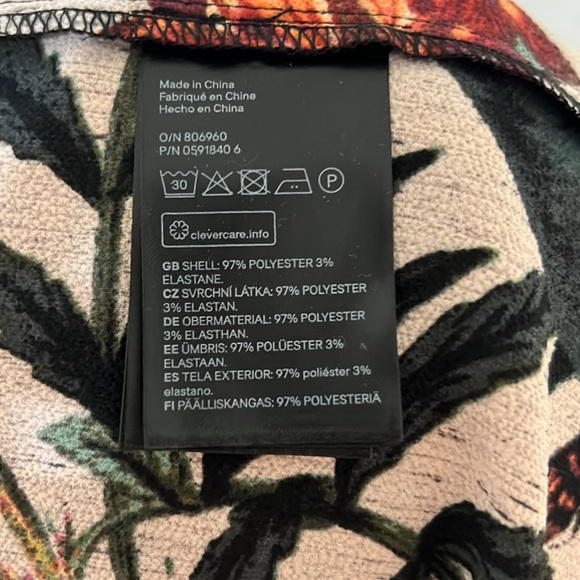 Made in China
Fabriqué en Chine
Hecho en China
O/N 806960
P/N 0591840 6
30 P
clevercare.info
GB SHELL: 97% POLYESTER 3%
ELASTANE.
CZ SVRCHNÍ LÁTKA: 97% POLYESTER
3% ELASTAN.
DE OBERMATERIAL: 97% POLYESTER
3% ELASTHAN.
EE ÜMBRIS: 97% POLÜESTER 3%
ELASTAAN.
ES TELA EXTERIOR: 97% poliéster 3%
elastano.
FI PÄÄLLISKANGAS: 97% POLYESTERIÄ